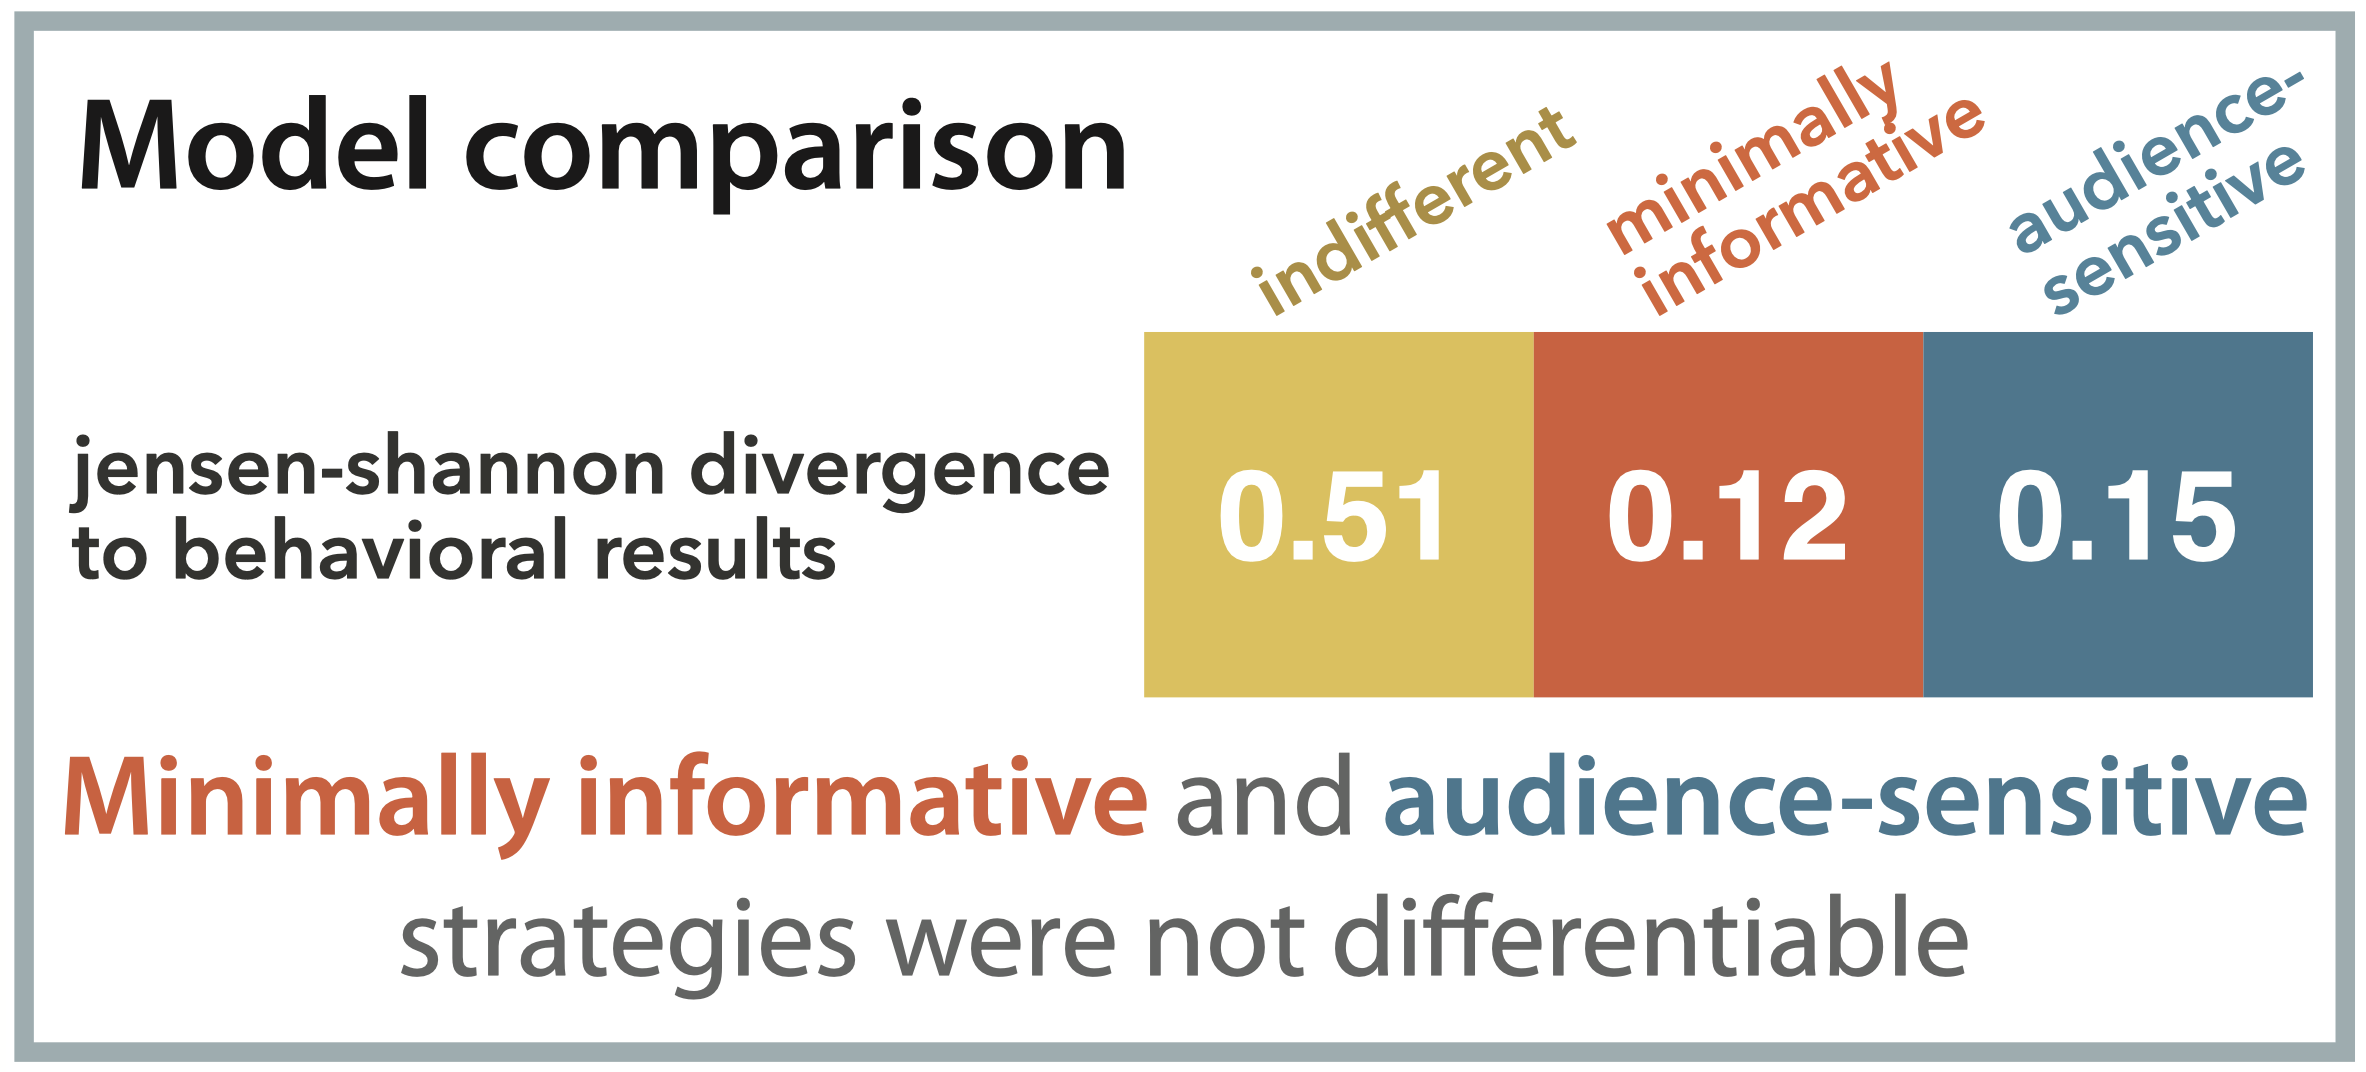 Model comparison
indifferent
minimally
informative
audience-
sensitive
jensen-shannon divergence
to behavioral results
0.51
0.12
0.15
Minimally informative and audience-sensitive
strategies were not differentiable